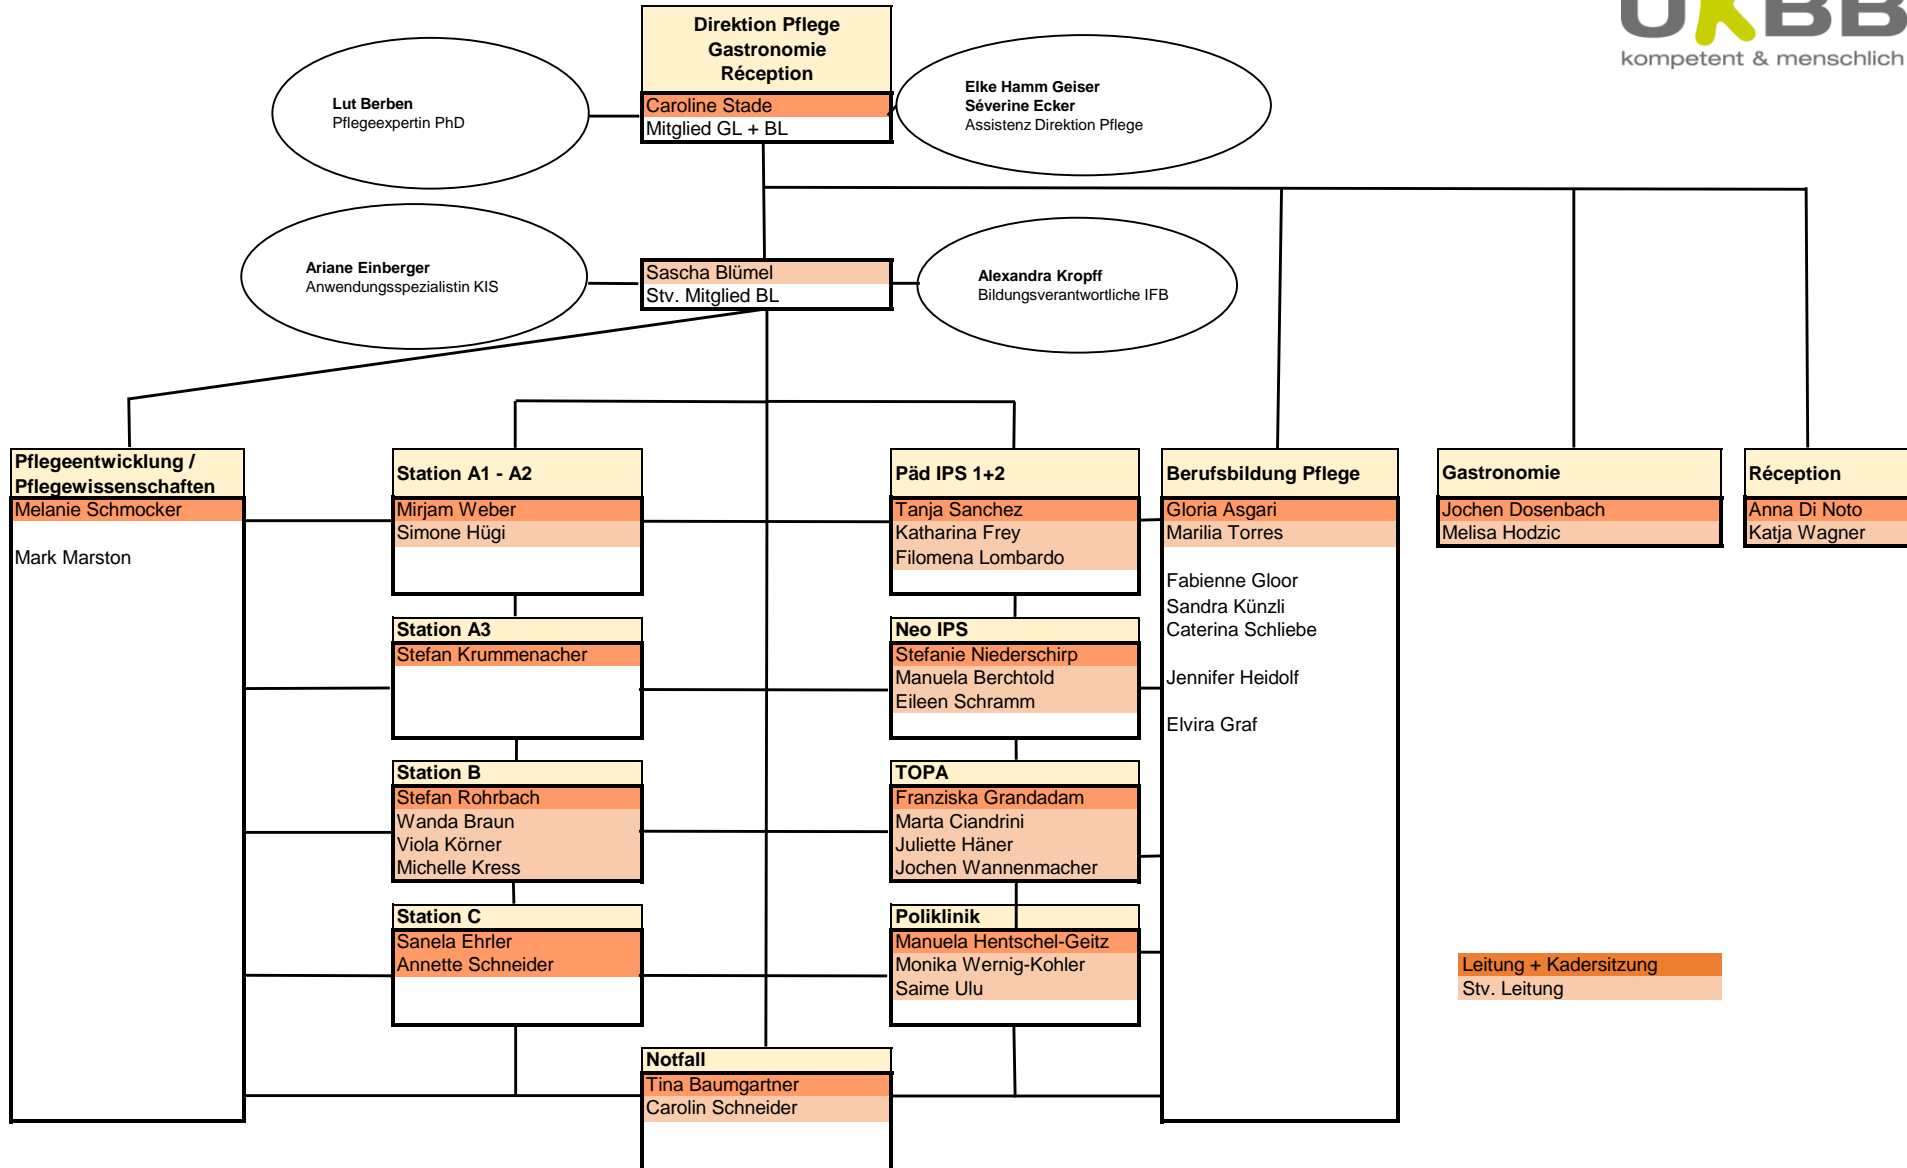 UKBB
kompetent & menschlich
Direktion Pflege
Gastronomie
Réception
Caroline Stade
Mitglied GL + BL
Lut Berben
Pflegeexpertin PhD
Elke Hamm Geiser
Séverine Ecker
Assistenz Direktion Pflege
Ariane Einberger
Anwendungsspezialistin KIS
Sascha Blümel
Stv. Mitglied BL
Alexandra Kropff
Bildungsverantwortliche IFB
Pflegeentwicklung /
Pflegewissenschaften
Melanie Schmocker
Mark Marston
Station A1 - A2
Mirjam Weber
Simone Hügi
Station A3
Stefan Krummenacher
Station B
Stefan Rohrbach
Wanda Braun
Viola Körner
Michelle Kress
Station C
Sanela Ehrler
Annette Schneider
Notfall
Tina Baumgartner
Carolin Schneider
Päd IPS 1+2
Tanja Sanchez
Katharina Frey
Filomena Lombardo
Neo IPS
Stefanie Niederschirp
Manuela Berchtold
Eileen Schramm
TOPA
Franziska Grandadam
Marta Ciandrini
Juliette Häner
Jochen Wannenmacher
Poliklinik
Manuela Hentschel-Geitz
Monika Wernig-Kohler
Saime Ulu
Berufsbildung Pflege
Gloria Asgari
Marilia Torres
Fabienne Gloor
Sandra Künzli
Caterina Schliebe
Jennifer Heidolf
Elvira Graf
Gastronomie
Jochen Dosenbach
Melisa Hodzic
Réception
Anna Di Noto
Katja Wagner
Leitung + Kadersitzung
Stv. Leitung